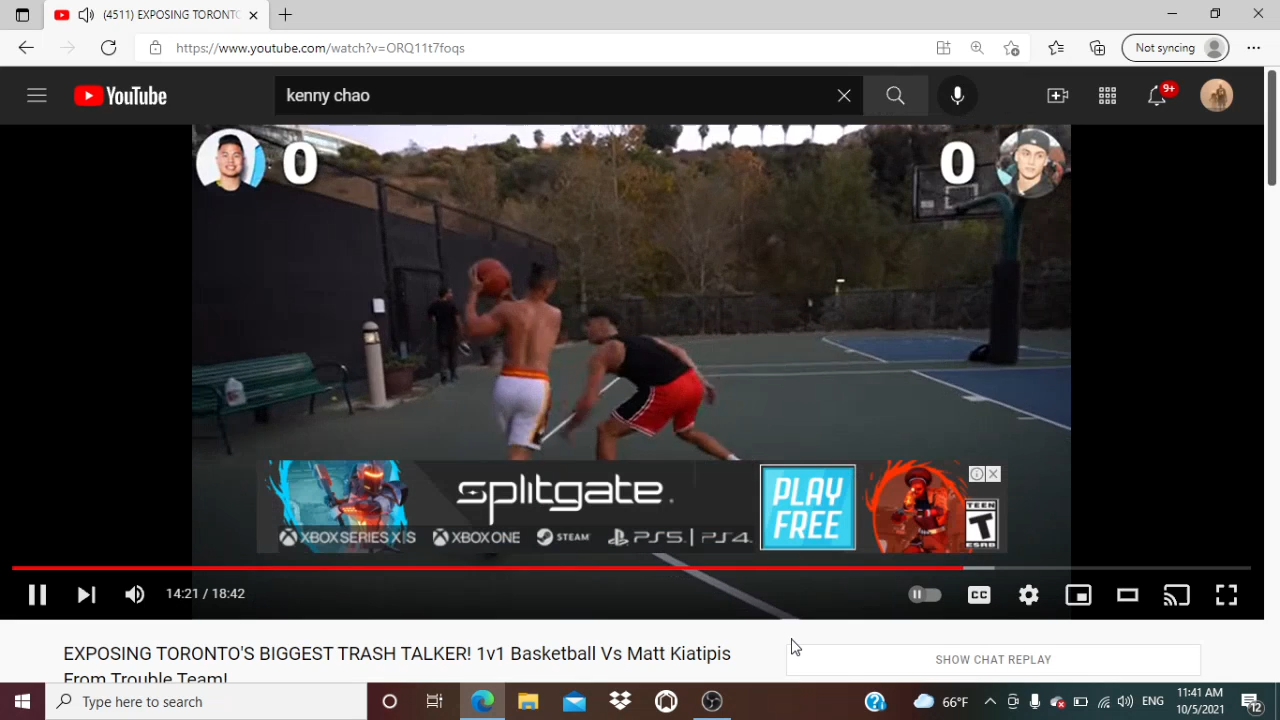 (4511) EXPOSING TORONTO
https://www.youtube.com/watch?v=ORQ11t7foqs
Not syncing
YouTube
kenny chao
9+
0
0
splitgate.
PLAY
FREE
XBOX SERIES X|S
XBOX ONE
STEAM
PS5 | PS4
TEEN
T
ESRB
14:21 / 18:42
CC
EXPOSING TORONTO'S BIGGEST TRASH TALKER! 1v1 Basketball Vs Matt Kiatipis
From Trouble Team!
SHOW CHAT REPLAY
Type here to search
66°F
ENG
11:41 AM
10/5/2021
12